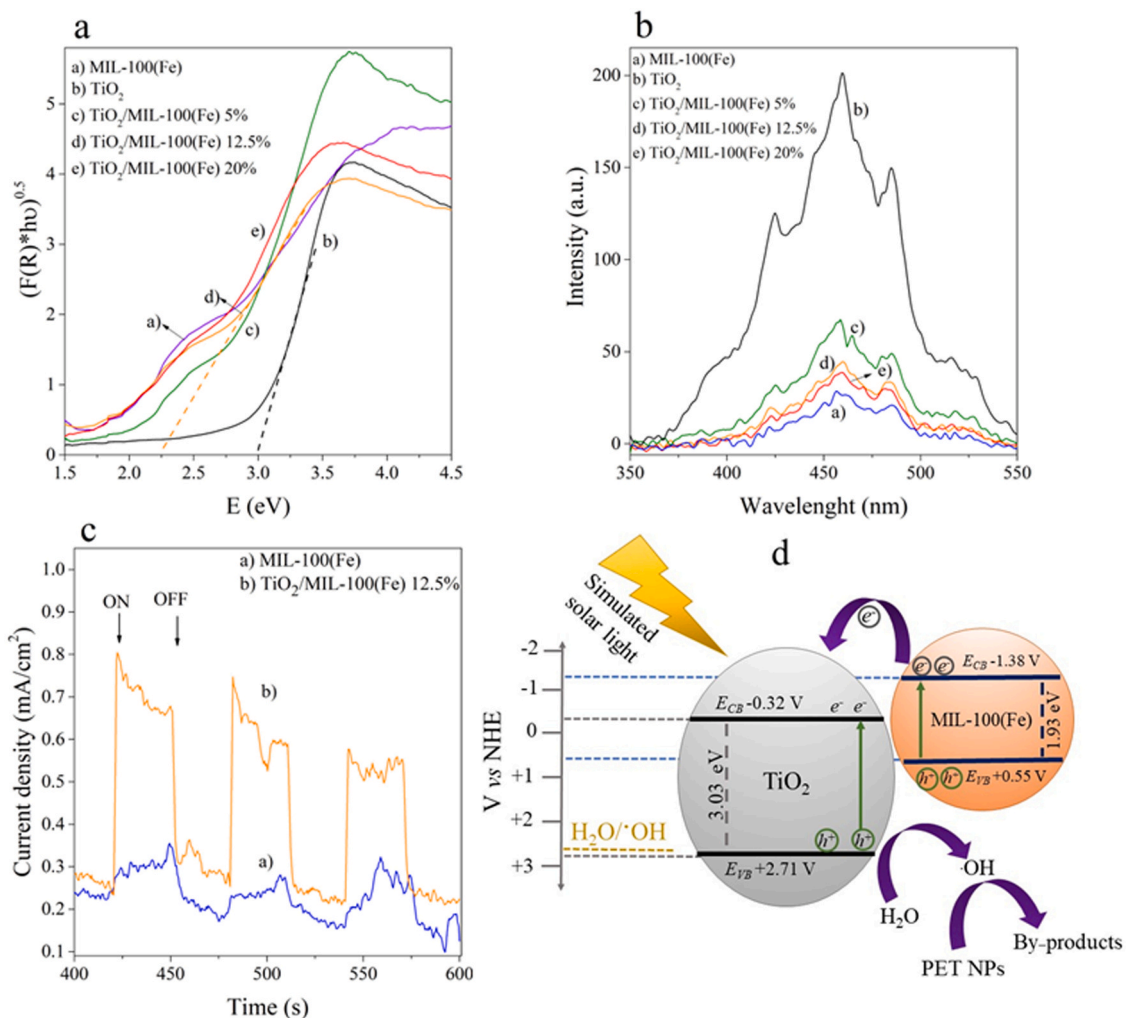 a
a) MIL-100(Fe)
b) TiO2
c) TiO2/MIL-100(Fe) 5%
d) TiO2/MIL-100(Fe) 12.5%
e) TiO2/MIL-100(Fe) 20%
e)
b)
d)
a)
c)
5
4
3
2
1
0
(F(R)*hυ)^0.5
1.5 2.0 2.5 3.0 3.5 4.0 4.5
E (eV)
b
a) MIL-100(Fe)
b) TiO2
c) TiO2/MIL-100(Fe) 5%
d) TiO2/MIL-100(Fe) 12.5%
e) TiO2/MIL-100(Fe) 20%
b)
c)
d)
e)
a)
200
150
100
50
0
Intensity (a.u.)
350 400 450 500 550
Wavelenght (nm)
c
a) MIL-100(Fe)
b) TiO2/MIL-100(Fe) 12.5%
ON
OFF
b)
a)
1.0
0.9
0.8
0.7
0.6
0.5
0.4
0.3
0.2
0.1
Current density (mA/cm²)
400 450 500 550 600
Time (s)
d
Simulated
solar light
e-
-2
-1
0
+1
+2
+3
V vs NHE
ECB -0.32 V
e- e-
3.03 eV
TiO2
h+ h+
EVB +2.71 V
H2O/·OH
e- e-
ECB -1.38 V
MIL-100(Fe)
1.93 eV
h+ h+
EVB +0.55 V
H2O
·OH
PET NPs
By-products